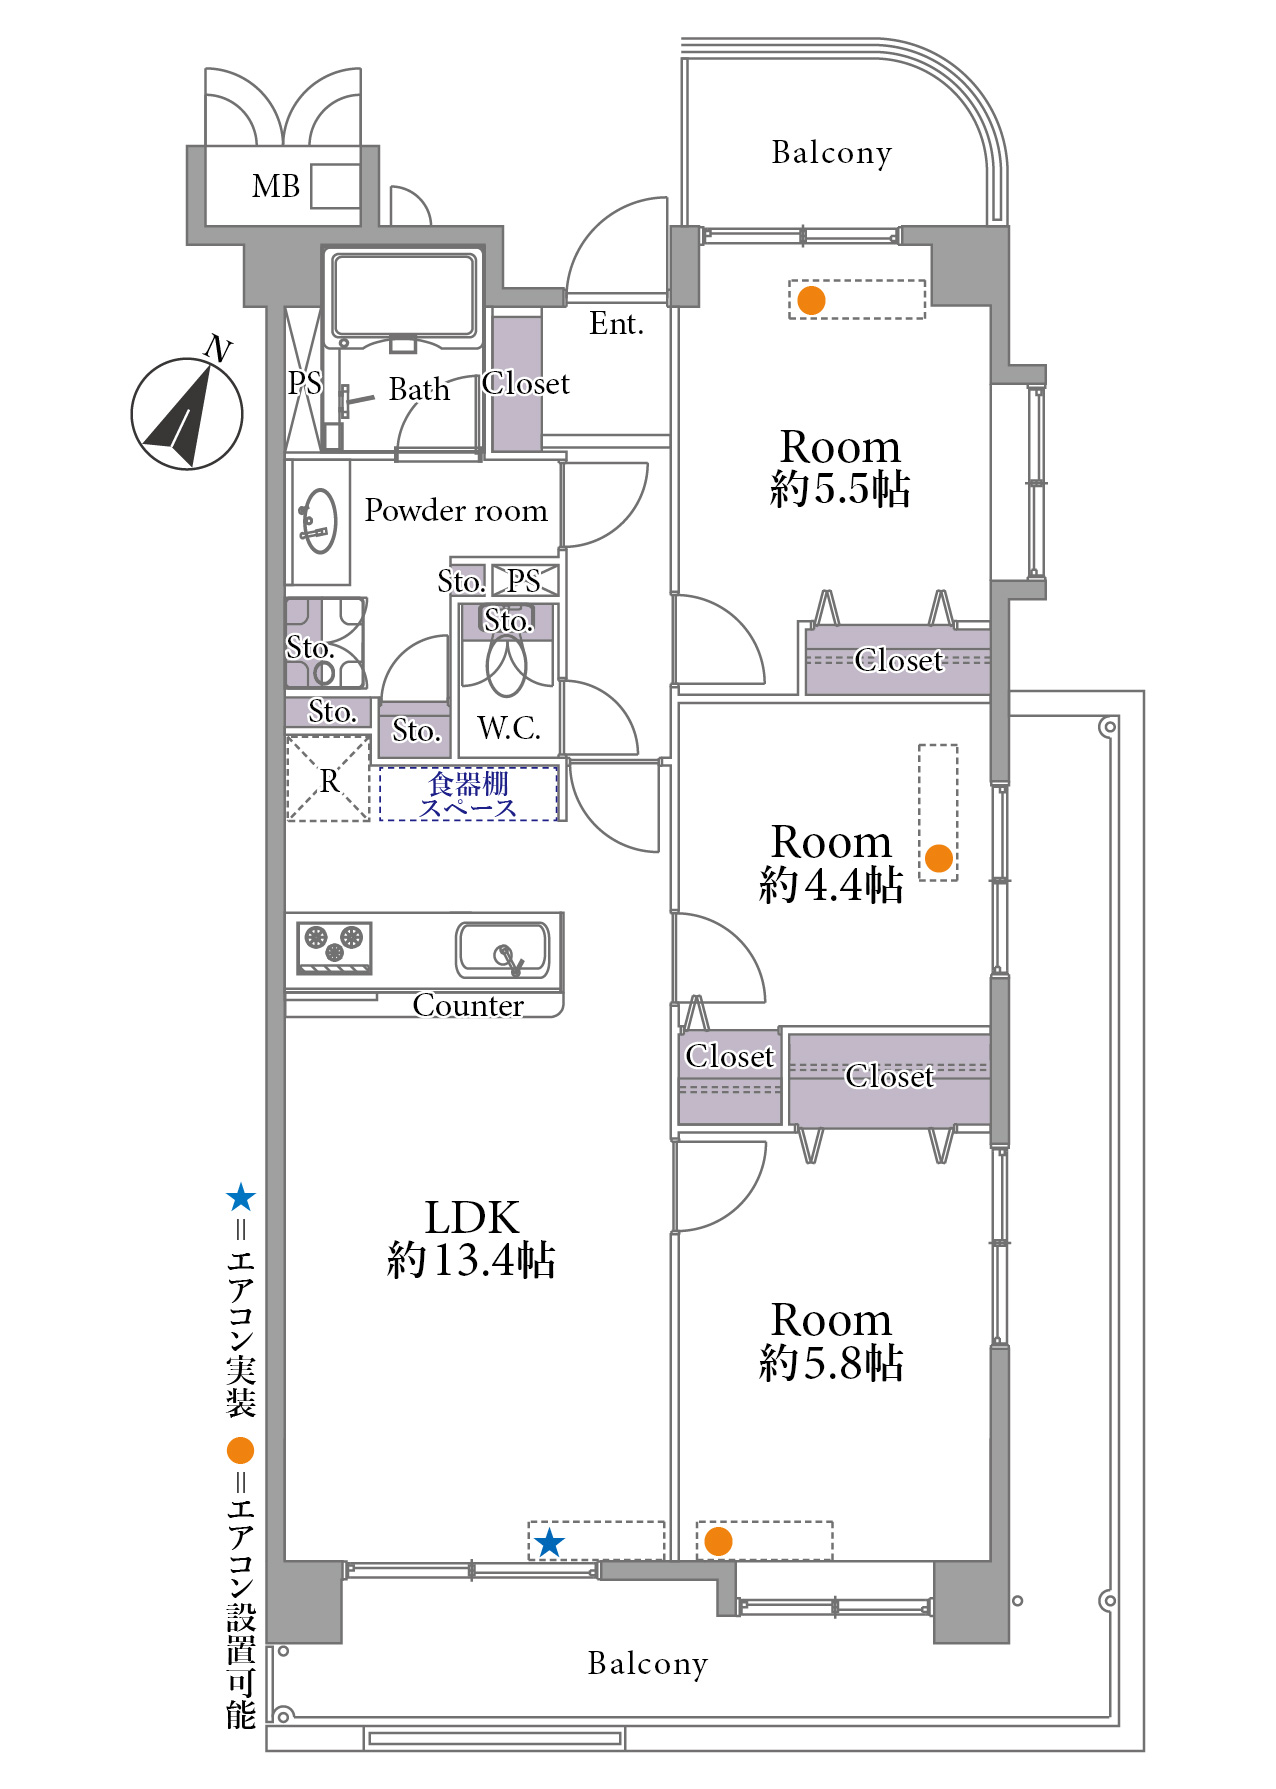 Balcony
MB
Ent.
N
PS
Bath
Closet
Room
約5.5帖
Powder room
Sto.
PS
Sto.
Sto.
Closet
Sto.
Sto.
W.C.
R
食器棚
スペース
Room
約4.4帖
Counter
Closet
Closet
LDK
約13.4帖
Room
約5.8帖
★=エアコン実装 ●=エアコン設置可能
★
Balcony